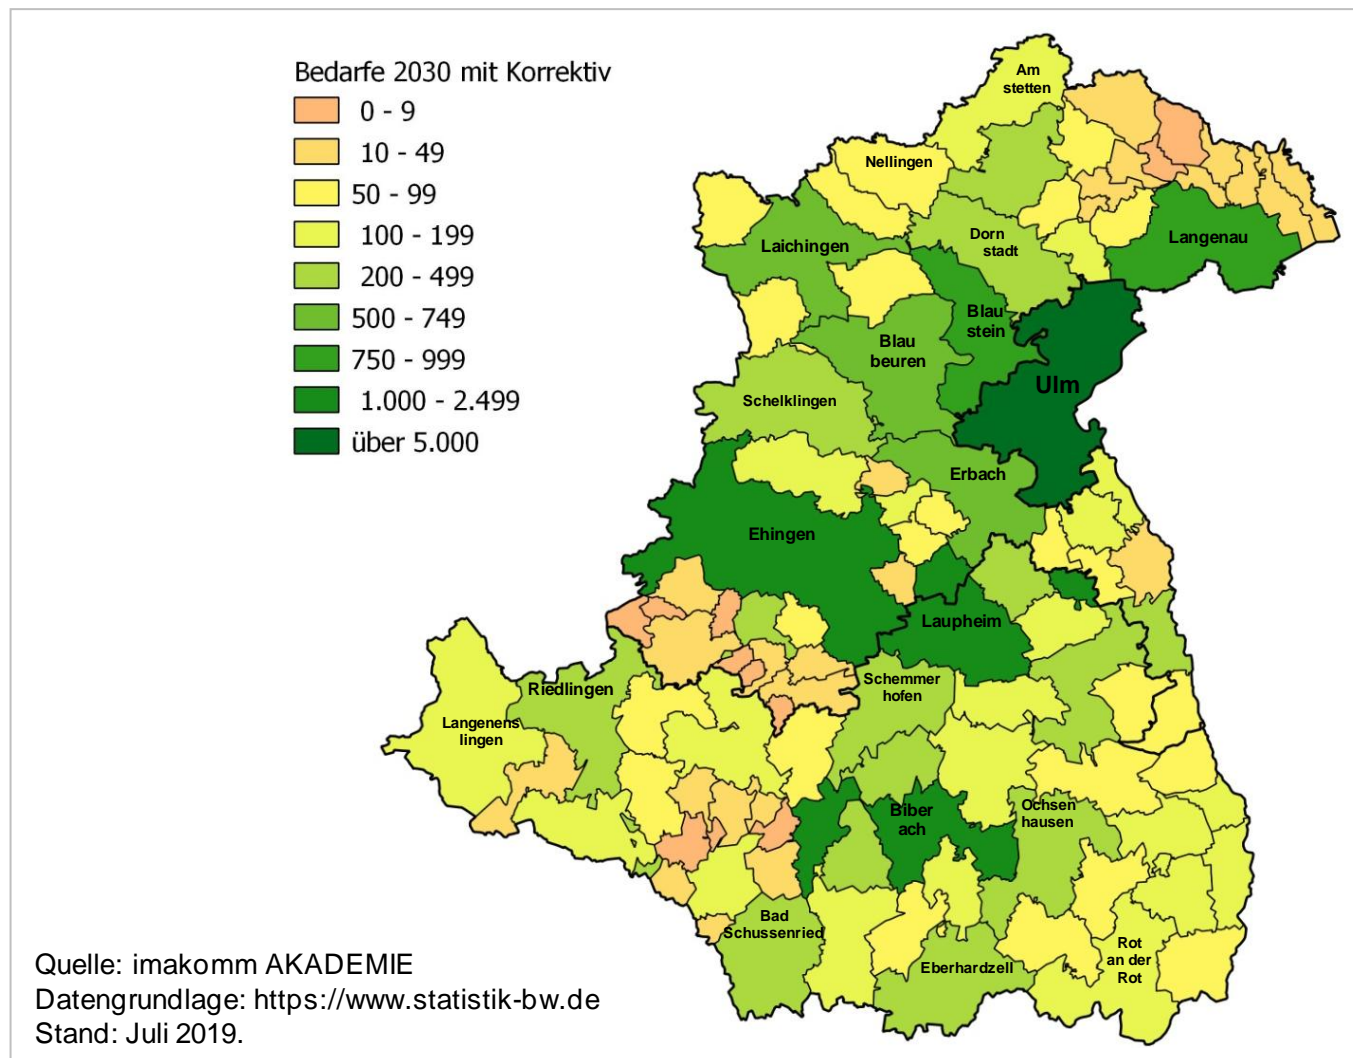 Bedarfe 2030 mit Korrektiv
0 - 9
10 - 49
50 - 99
100 - 199
200 - 499
500 - 749
750 - 999
1.000 - 2.499
über 5.000
Am
stetten
Nellingen
Laichingen
Dorn
stadt
Langenau
Blau
stein
Blau
beuren
Ulm
Schelklingen
Erbach
Ehingen
Laupheim
Schemmer
hofen
Riedlingen
Langenens
lingen
Biber
ach
Ochsen
hausen
Bad
Schussenried
Eberhardzell
Rot
an der
Rot
Quelle: imakomm AKADEMIE
Datengrundlage: https://www.statistik-bw.de
Stand: Juli 2019.